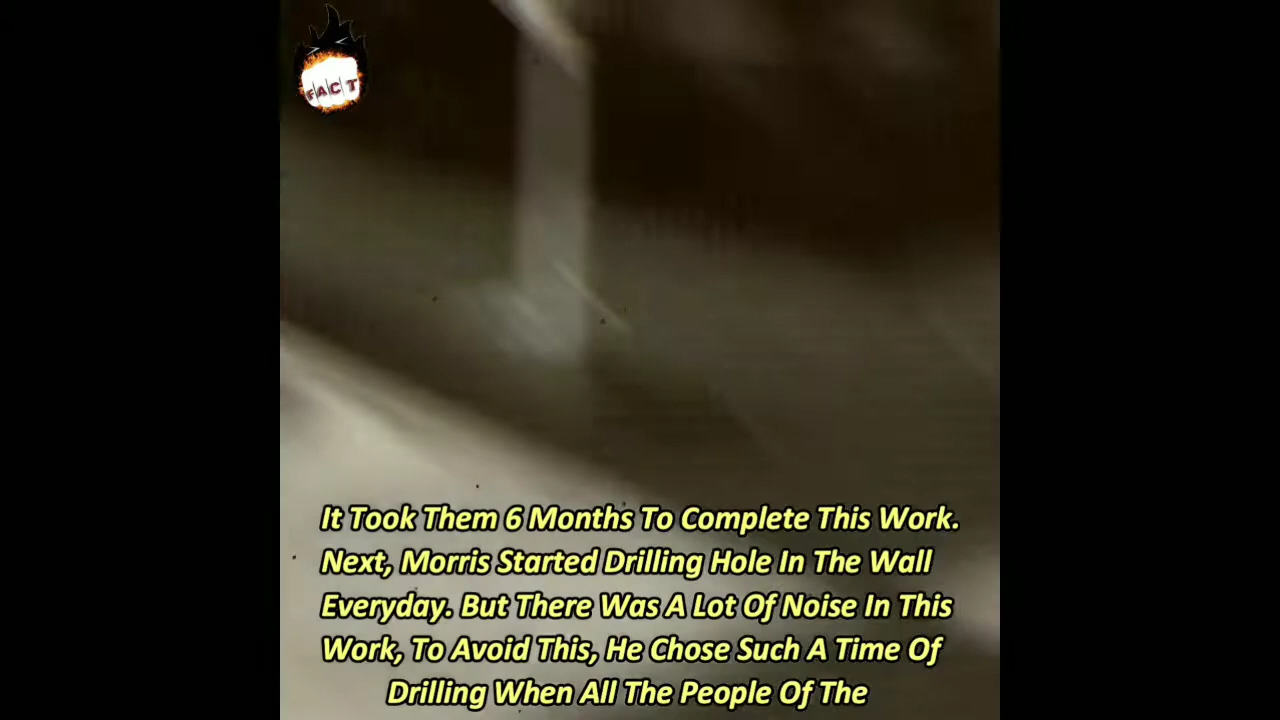 FACT
It Took Them 6 Months To Complete This Work.
Next, Morris Started Drilling Hole In The Wall
Everyday. But There Was A Lot Of Noise In This
Work, To Avoid This, He Chose Such A Time Of
Drilling When All The People Of The